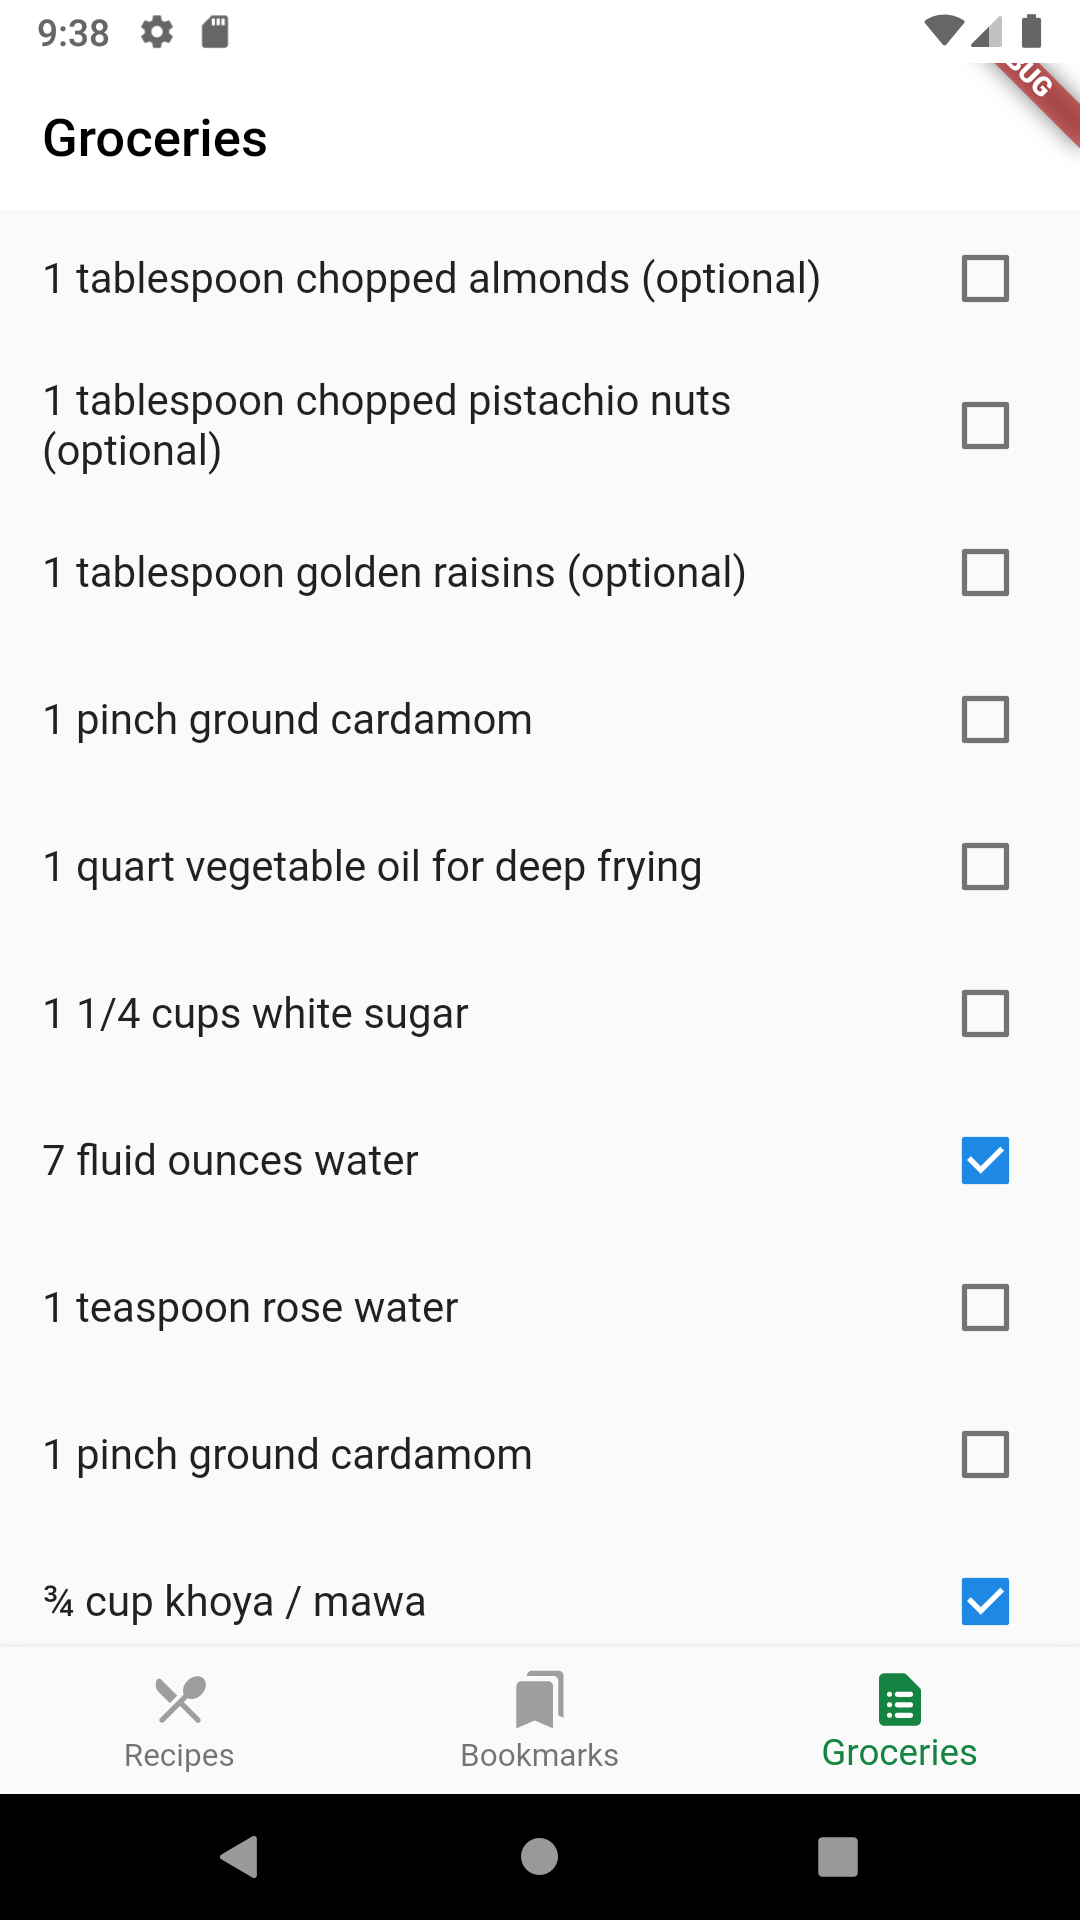 9:38
Groceries
1 tablespoon chopped almonds (optional)
1 tablespoon chopped pistachio nuts
(optional)
1 tablespoon golden raisins (optional)
1 pinch ground cardamom
1 quart vegetable oil for deep frying
1 1/4 cups white sugar
7 fluid ounces water
1 teaspoon rose water
1 pinch ground cardamom
¾ cup khoya / mawa
Recipes
Bookmarks
Groceries